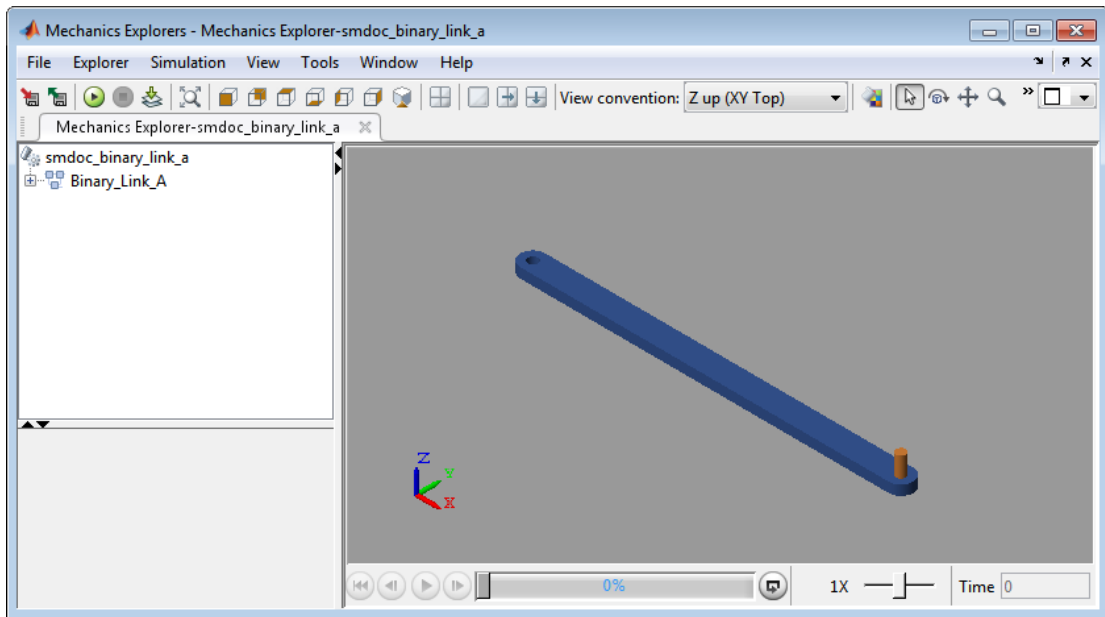 Mechanics Explorers - Mechanics Explorer-smdoc_binary_link_a
File Explorer Simulation View Tools Window Help
View convention: Z up (XY Top) »
Mechanics Explorer-smdoc_binary_link_a
smdoc_binary_link_a
Binary_Link_A
Z
Y
X
0% 1X Time 0